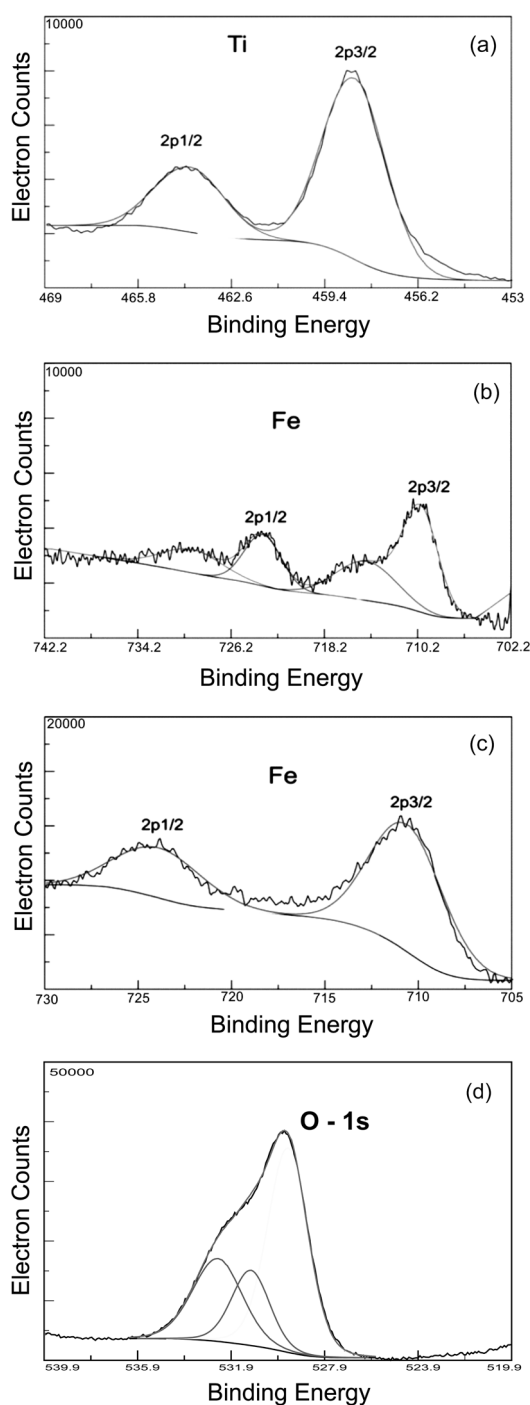 10000
Ti
(a)
2p3/2
2p1/2
Electron Counts
469 465.8 462.6 459.4 456.2 453
Binding Energy
10000
(b)
Fe
2p3/2
2p1/2
Electron Counts
742.2 734.2 726.2 718.2 710.2 702.2
Binding Energy
20000
(c)
Fe
2p3/2
2p1/2
Electron Counts
730 725 720 715 710 705
Binding Energy
50000
(d)
O - 1s
Electron Counts
539.9 535.9 531.9 527.9 523.9 519.9
Binding Energy